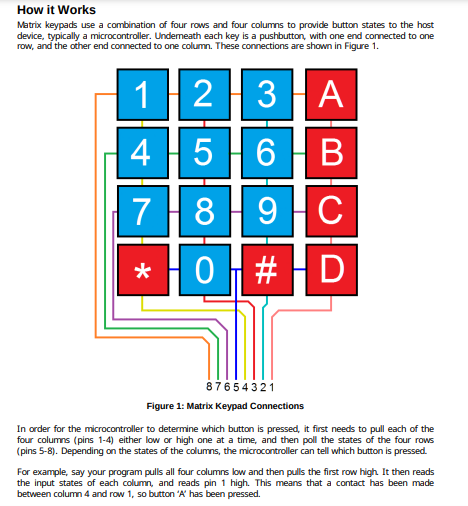 How it Works
Matrix keypads use a combination of four rows and four columns to provide button states to the host
device, typically a microcontroller. Underneath each key is a pushbutton, with one end connected to one
row, and the other end connected to one column. These connections are shown in Figure 1.
1 2 3 A
4 5 6 B
7 8 9 C
* 0 # D
8 7 6 5 4 3 2 1
Figure 1: Matrix Keypad Connections
In order for the microcontroller to determine which button is pressed, it first needs to pull each of the
four columns (pins 1-4) either low or high one at a time, and then poll the states of the four rows
(pins 5-8). Depending on the states of the columns, the microcontroller can tell which button is pressed.
For example, say your program pulls all four columns low and then pulls the first row high. It then reads
the input states of each column, and reads pin 1 high. This means that a contact has been made
between column 4 and row 1, so button ‘A’ has been pressed.